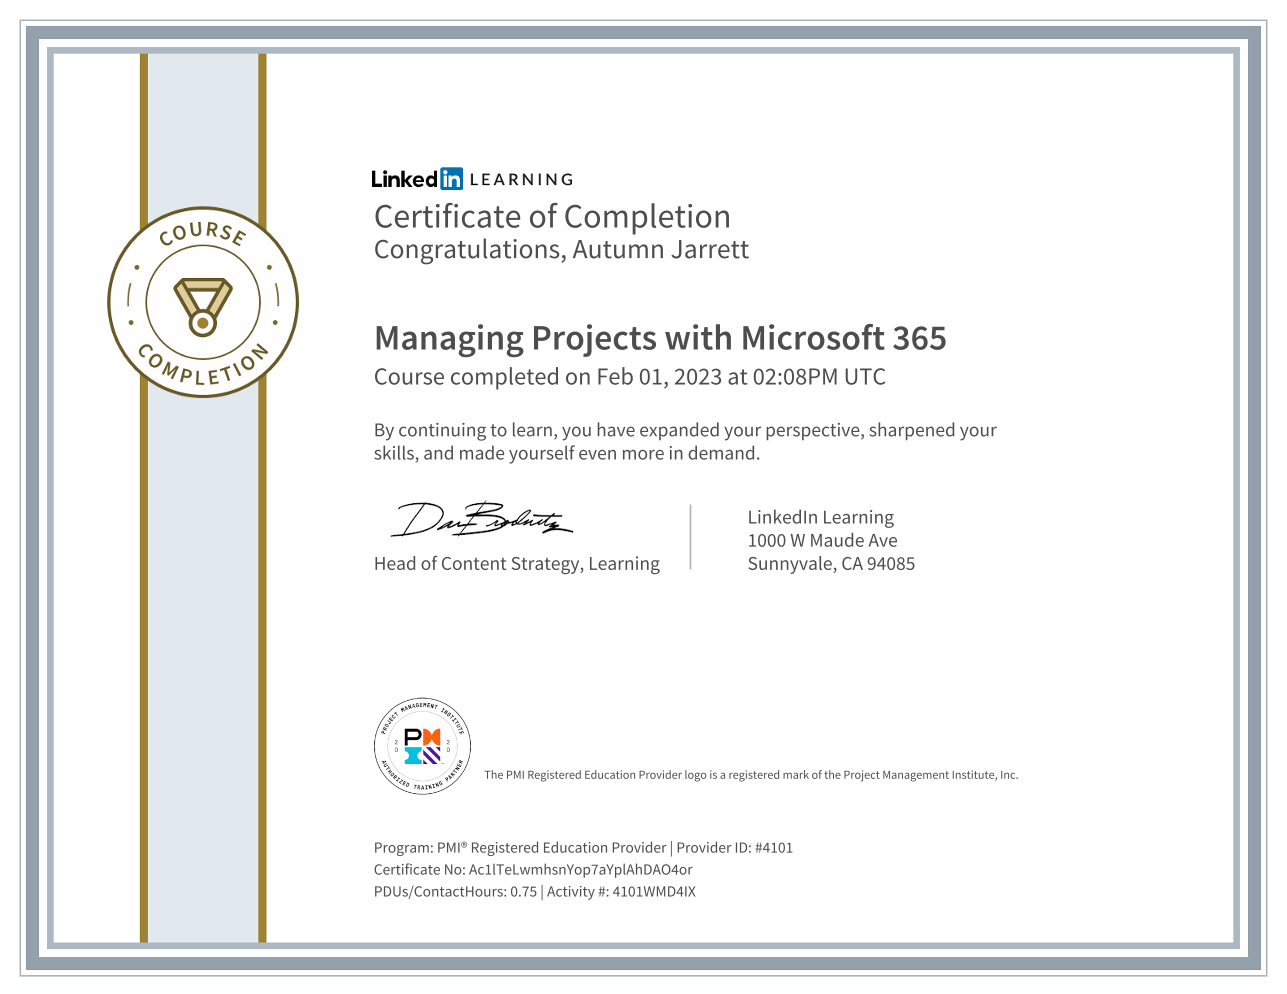 LinkedIn LEARNING
Certificate of Completion
Congratulations, Autumn Jarrett
COURSE
COMPLETION
Managing Projects with Microsoft 365
Course completed on Feb 01, 2023 at 02:08PM UTC
By continuing to learn, you have expanded your perspective, sharpened your
skills, and made yourself even more in demand.
Head of Content Strategy, Learning
LinkedIn Learning
1000 W Maude Ave
Sunnyvale, CA 94085
PROJECT MANAGEMENT INSTITUTE
20 20
PMI
AUTHORIZED TRAINING PARTNER
The PMI Registered Education Provider logo is a registered mark of the Project Management Institute, Inc.
Program: PMI® Registered Education Provider | Provider ID: #4101
Certificate No: Ac1lTeLwmhsnYop7aYplAhDAO4or
PDUs/ContactHours: 0.75 | Activity #: 4101WMD4IX